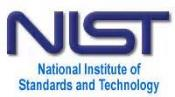 NIST
National Institute of
Standards and Technology